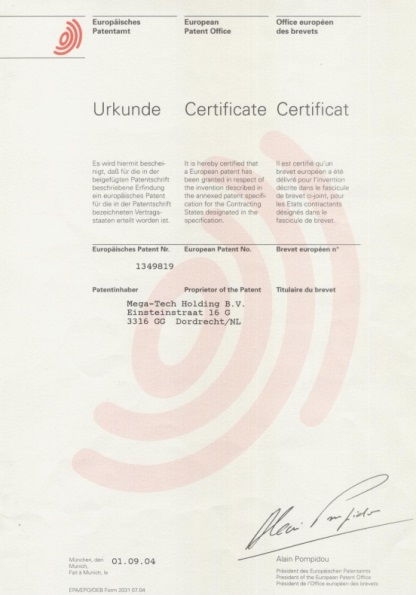 Europäisches
Patentamt
European
Patent Office
Office européen
des brevets
Urkunde
Certificate
Certificat
Es wird hiermit beschei-
nigt, daß für die in der
beigefügten Patentschrift
beschriebene Erfindung
ein europäisches Patent
für die in der Patentschrift
bezeichneten Vertrags-
staaten erteilt worden ist.
It is hereby certified that
a European patent has
been granted in respect of
the invention described in
the annexed patent specifi-
cation for the Contracting
States designated in the
specification.
Il est certifié qu'un
brevet européen a été
délivré pour l'invention
décrite dans le fascicule
de brevet ci-joint, pour
les Etats contractants
désignés dans le
fascicule de brevet.
Europäisches Patent Nr.
European Patent No.
Brevet européen n°
1349819
Patentinhaber
Proprietor of the Patent
Titulaire du brevet
Mega-Tech Holding B.V.
Einsteinstraat 16 G
3316 GG Dordrecht/NL
Alain Pompidou
München, den
Munich,
Fait à Munich, le
01.09.04
Alain Pompidou
Präsident des Europäischen Patentamts
President of the European Patent Office
Président de l'Office européen des brevets
EPA/EPO/OEB Form 2031 07.04